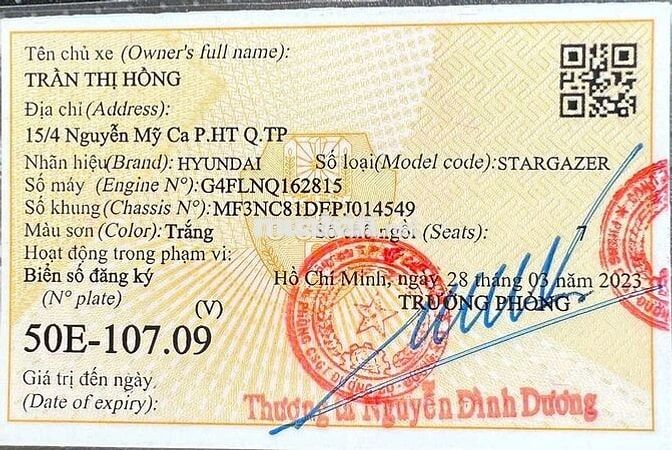 Tên chủ xe (Owner's full name):
TRẦN THỊ HỒNG
Địa chỉ (Address):
15/4 Nguyễn Mỹ Ca P.HT Q.TP
Nhãn hiệu(Brand): HYUNDAI Số loại(Model code):STARGAZER
Số máy (Engine N°):G4FLNQ162815
Số khung(Chassis N°):MF3NC81DFPJ014549
Màu sơn (Color): Trắng ngồi (Seats): 7
Hoạt động trong phạm vi:
Biển số đăng ký Hồ Chí Minh, ngày 28 tháng 03 năm 2023
(N° plate) (V) TRƯỞNG PHÒNG
50E-107.09
Giá trị đến ngày
(Date of expiry):
Thượng tá Nguyễn Đình Dương